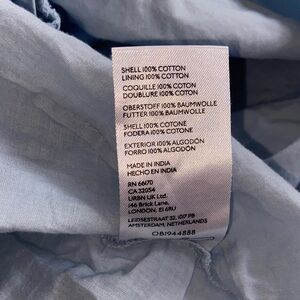 SHELL 100% COTTON
LINING 100% COTTON
COQUILLE 100% COTON
DOUBLURE 100% COTON
OBERSTOFF 100% BAUMWOLLE
FUTTER 100% BAUMWOLLE
SHELL 100% COTONE
FODERA 100% COTONE
EXTERIOR 100% ALGODÓN
FORRO 100% ALGODÓN
MADE IN INDIA
HECHO EN INDIA
RN 66170
CA 32054
URBN UK Ltd.
146 Brick Lane,
LONDON, E1 6RU
LEIDSESTRAAT 32, 1017 PB
AMSTERDAM, NETHERLANDS
OB1944888